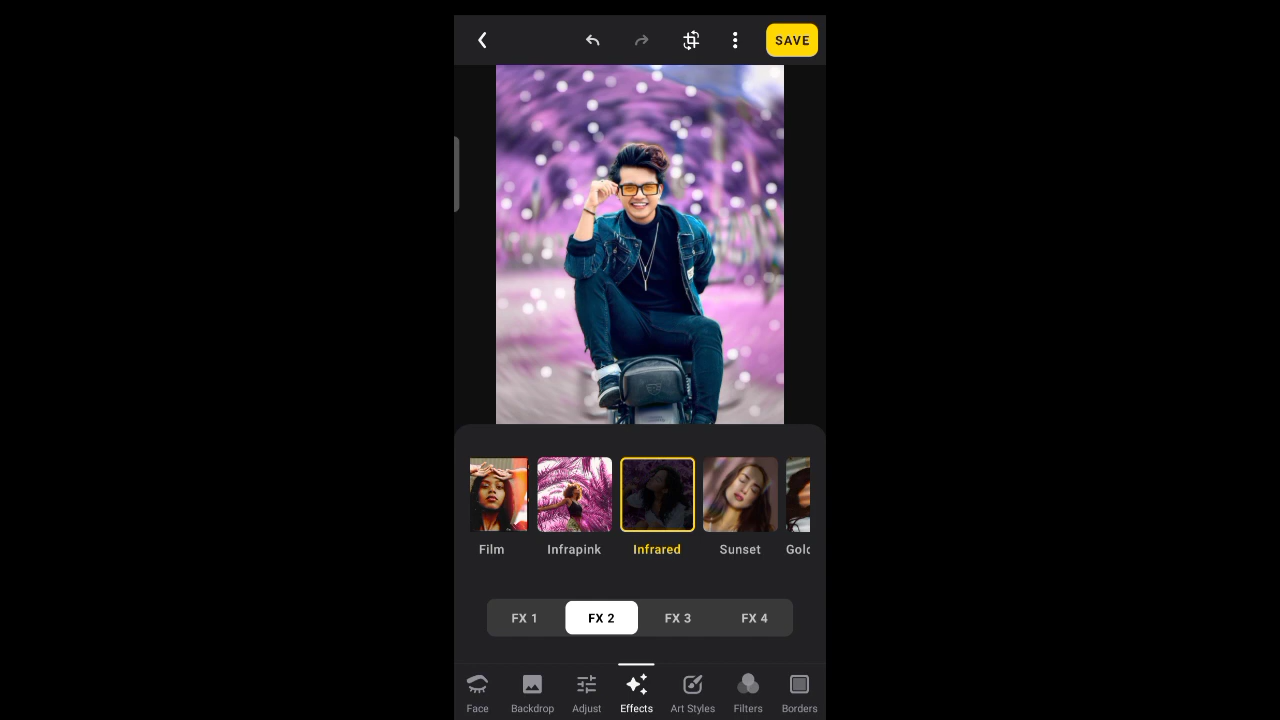 SAVE
Film
Infrapink
Infrared
Sunset
Gold
FX 1
FX 2
FX 3
FX 4
Face
Backdrop
Adjust
Effects
Art Styles
Filters
Borders